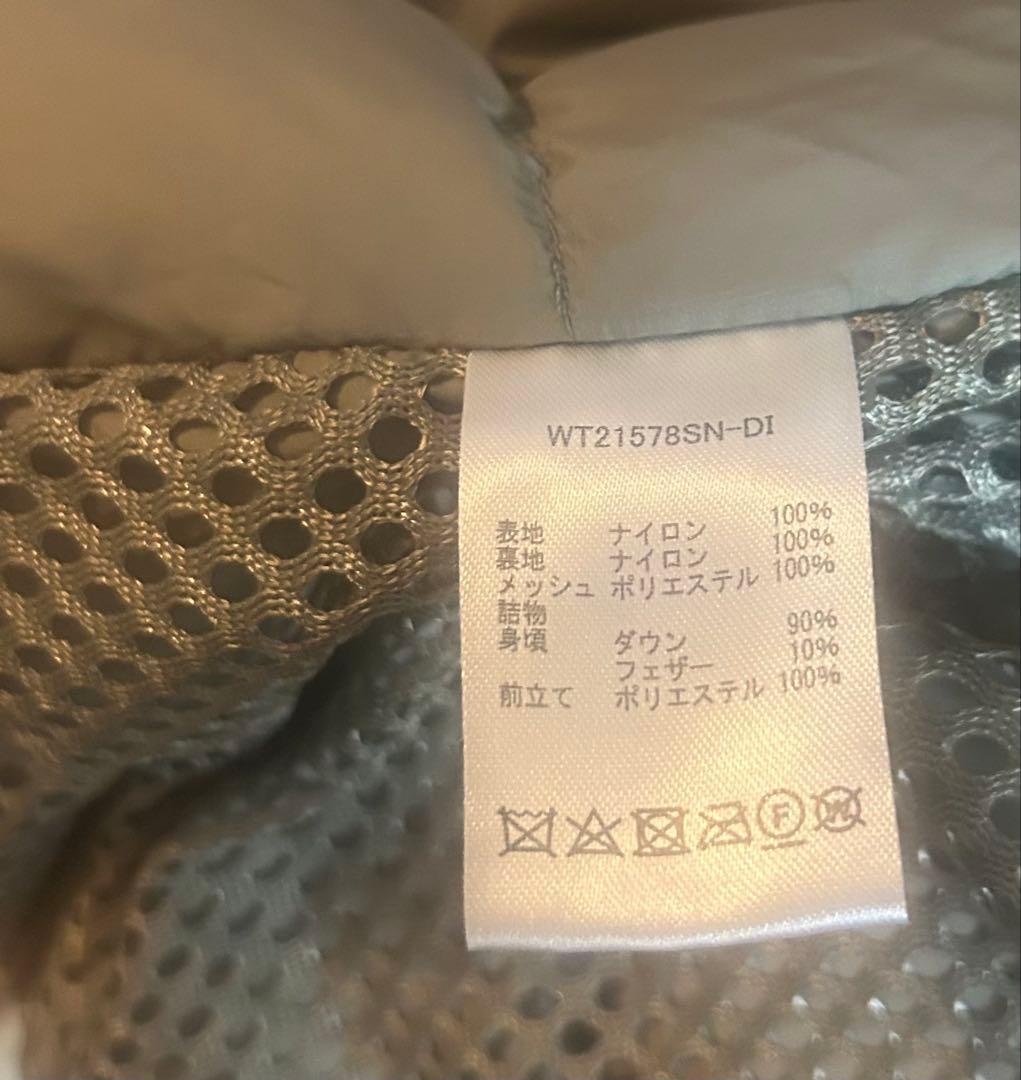 WT21578SN-DI
表地 ナイロン 100%
裏地 ナイロン 100%
メッシュ ポリエステル 100%
詰物
身頃 ダウン 90%
フェザー 10%
前立て ポリエステル 100%
F W